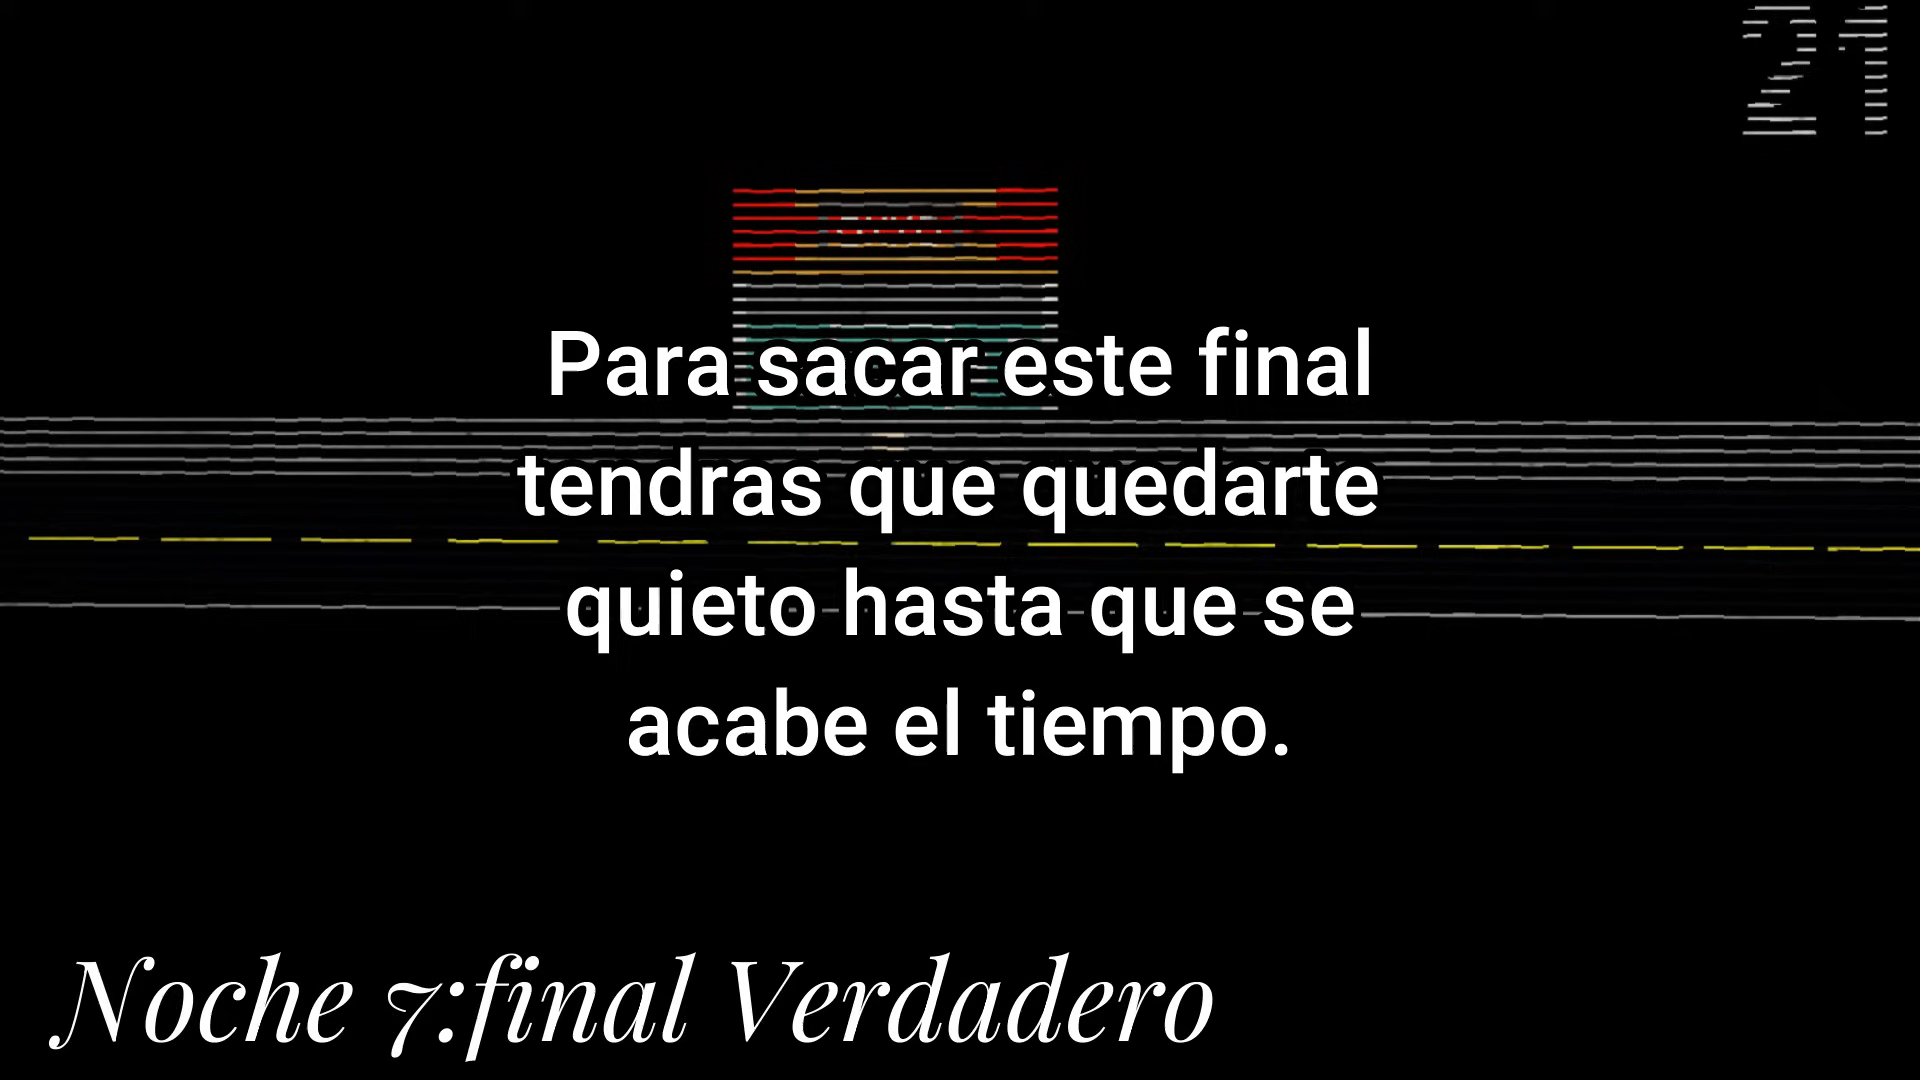 21
Para sacar este final
tendras que quedarte
quieto hasta que se
acabe el tiempo.
Noche 7:final Verdadero